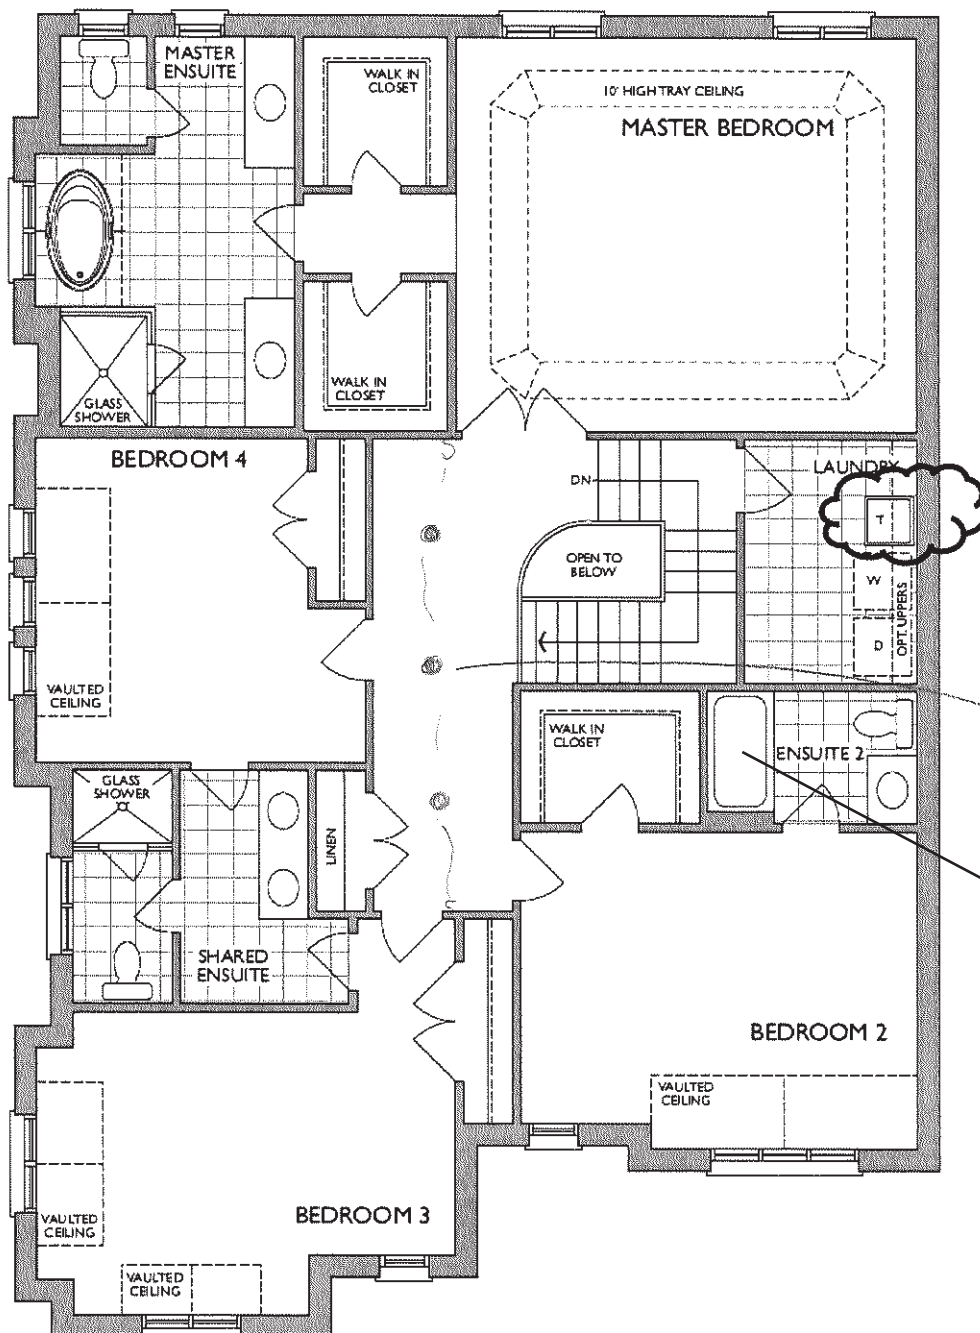 MASTER
ENSUITE
WALK IN
CLOSET
10' HIGH TRAY CEILING
MASTER BEDROOM
WALK IN
CLOSET
GLASS
SHOWER
BEDROOM 4
LAUNDRY
DN
T
OPEN TO
BELOW
W
OPT. UPPERS
D
VAULTED
CEILING
WALK IN
CLOSET
ENSUITE 2
GLASS
SHOWER
LINEN
SHARED
ENSUITE
BEDROOM 2
VAULTED
CEILING
BEDROOM 3
VAULTED
CEILING
VAULTED
CEILING